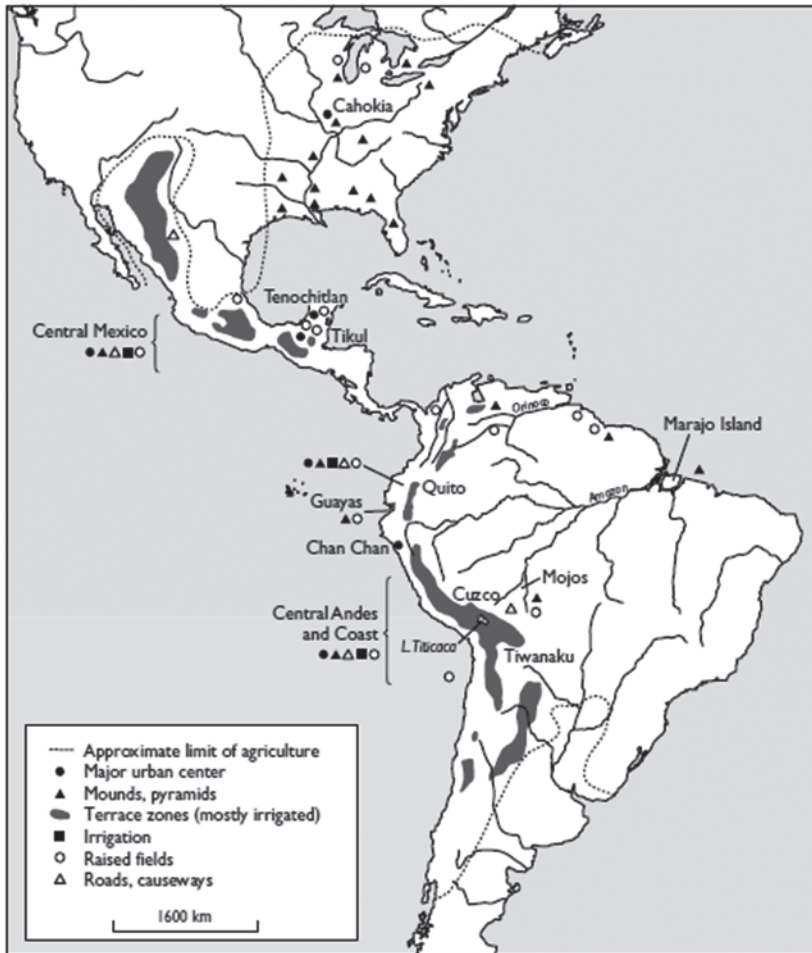 Cahokia
Tenochitlan
Central Mexico
Tikul
Orinoco
Marajo Island
Quito
Amazon
Guayas
Chan Chan
Mojos
Cuzco
Central Andes
and Coast
L.Titicaca
Tiwanaku
Approximate limit of agriculture
Major urban center
Mounds, pyramids
Terrace zones (mostly irrigated)
Irrigation
Raised fields
Roads, causeways
1600 km